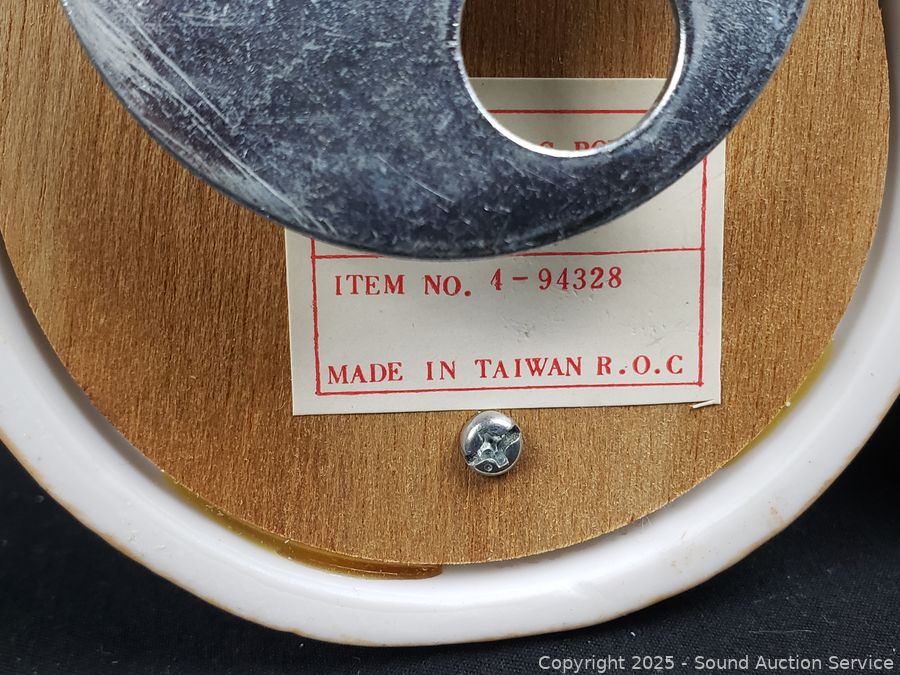 ITEM NO. 4-94328
MADE IN TAIWAN R.O.C
Copyright © 2025 - Sound Auction Service